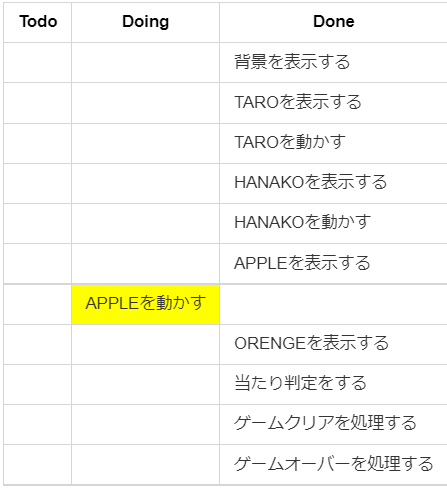 Todo Doing Done
背景を表示する
TAROを表示する
TAROを動かす
HANAKOを表示する
HANAKOを動かす
APPLEを表示する
APPLEを動かす
ORENGEを表示する
当たり判定をする
ゲームクリアを処理する
ゲームオーバーを処理する